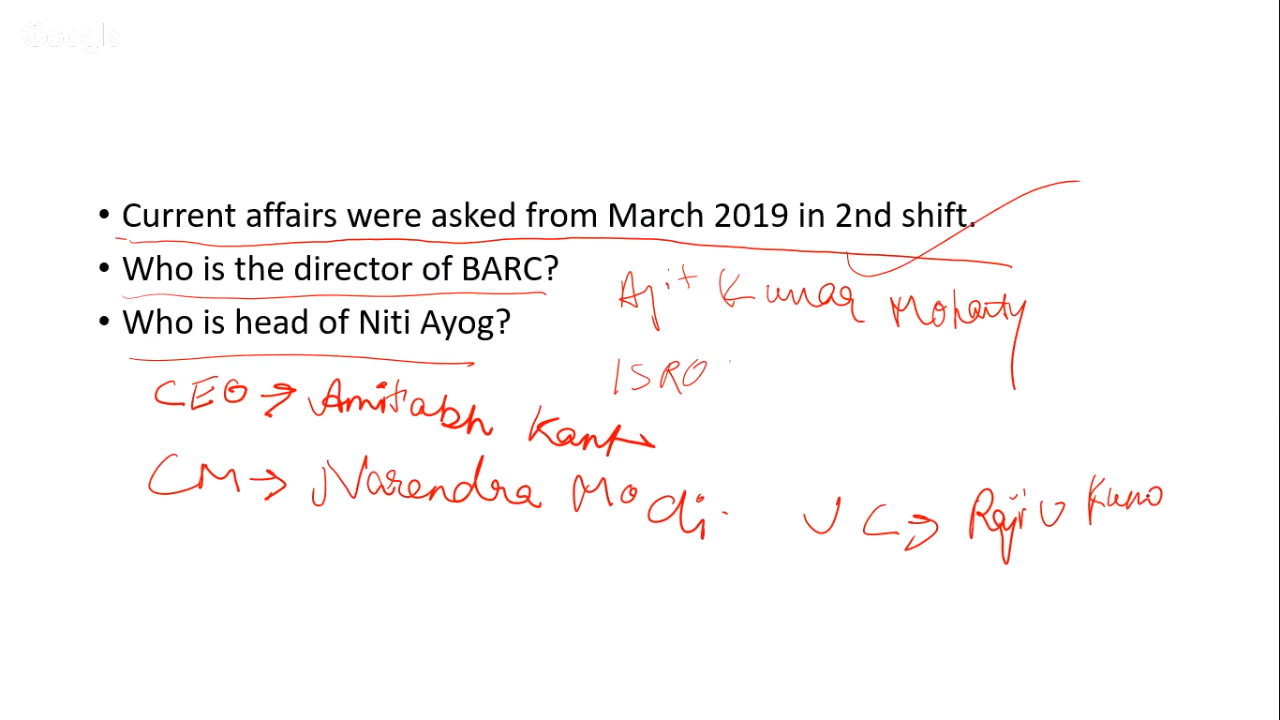 Google
• Current affairs were asked from March 2019 in 2nd shift.
• Who is the director of BARC?
Ajit Kumar Mohanty
• Who is head of Niti Ayog?
ISRO
CEO → Amitabh Kant
CM → Narendra Modi.
VC → Rajiv Kuma